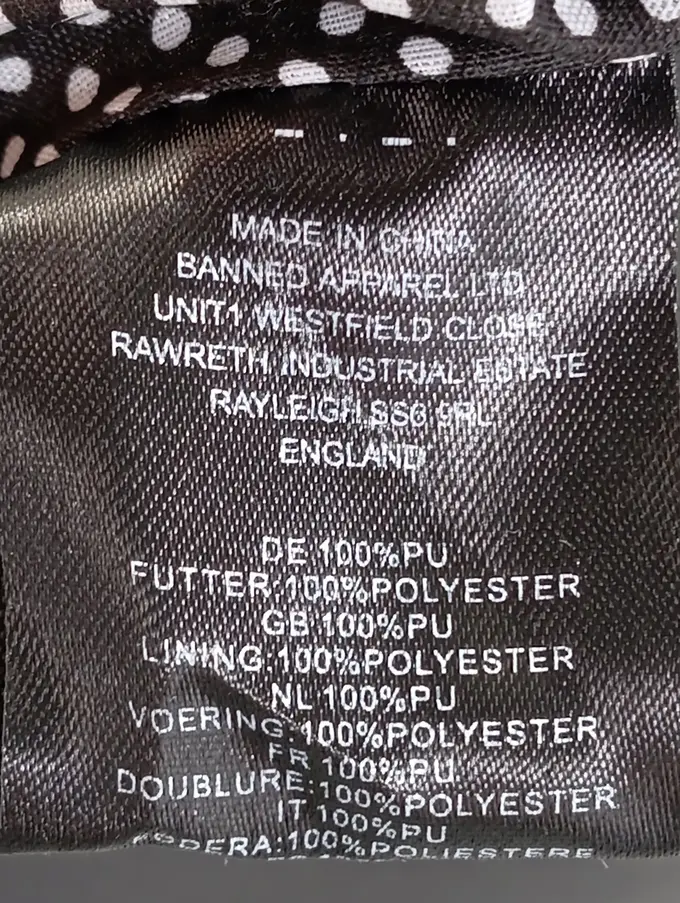 MADE IN CHINA
BANNED APPAREL LTD
UNIT1 WESTFIELD CLOSE
RAWRETH INDUSTRIAL ESTATE
RAYLEIGH SS6 9RL
ENGLAND
DE 100%PU
FUTTER:100%POLYESTER
GB 100%PU
LINING:100%POLYESTER
NL 100%PU
VOERING:100%POLYESTER
FR 100%PU
DOUBLURE:100%POLYESTER
IT 100%PU
100%POLIESTERE